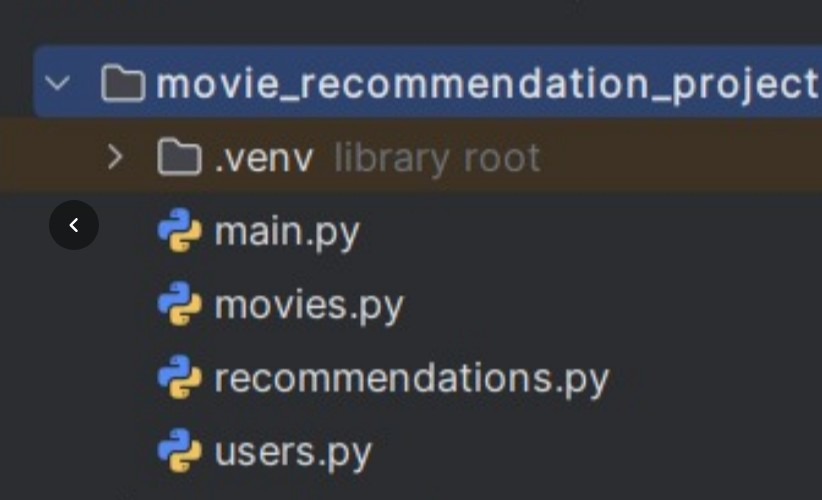 movie_recommendation_project
.venv library root
main.py
movies.py
recommendations.py
users.py